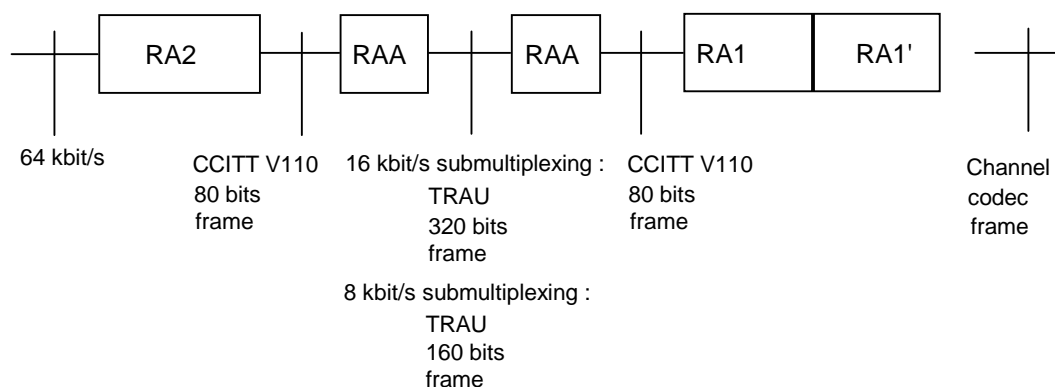 RA2
RAA
RAA
RA1
RA1'
64 kbit/s
CCITT V110
80 bits
frame
16 kbit/s submultiplexing :
TRAU
320 bits
frame
8 kbit/s submultiplexing :
TRAU
160 bits
frame
CCITT V110
80 bits
frame
Channel
codec
frame